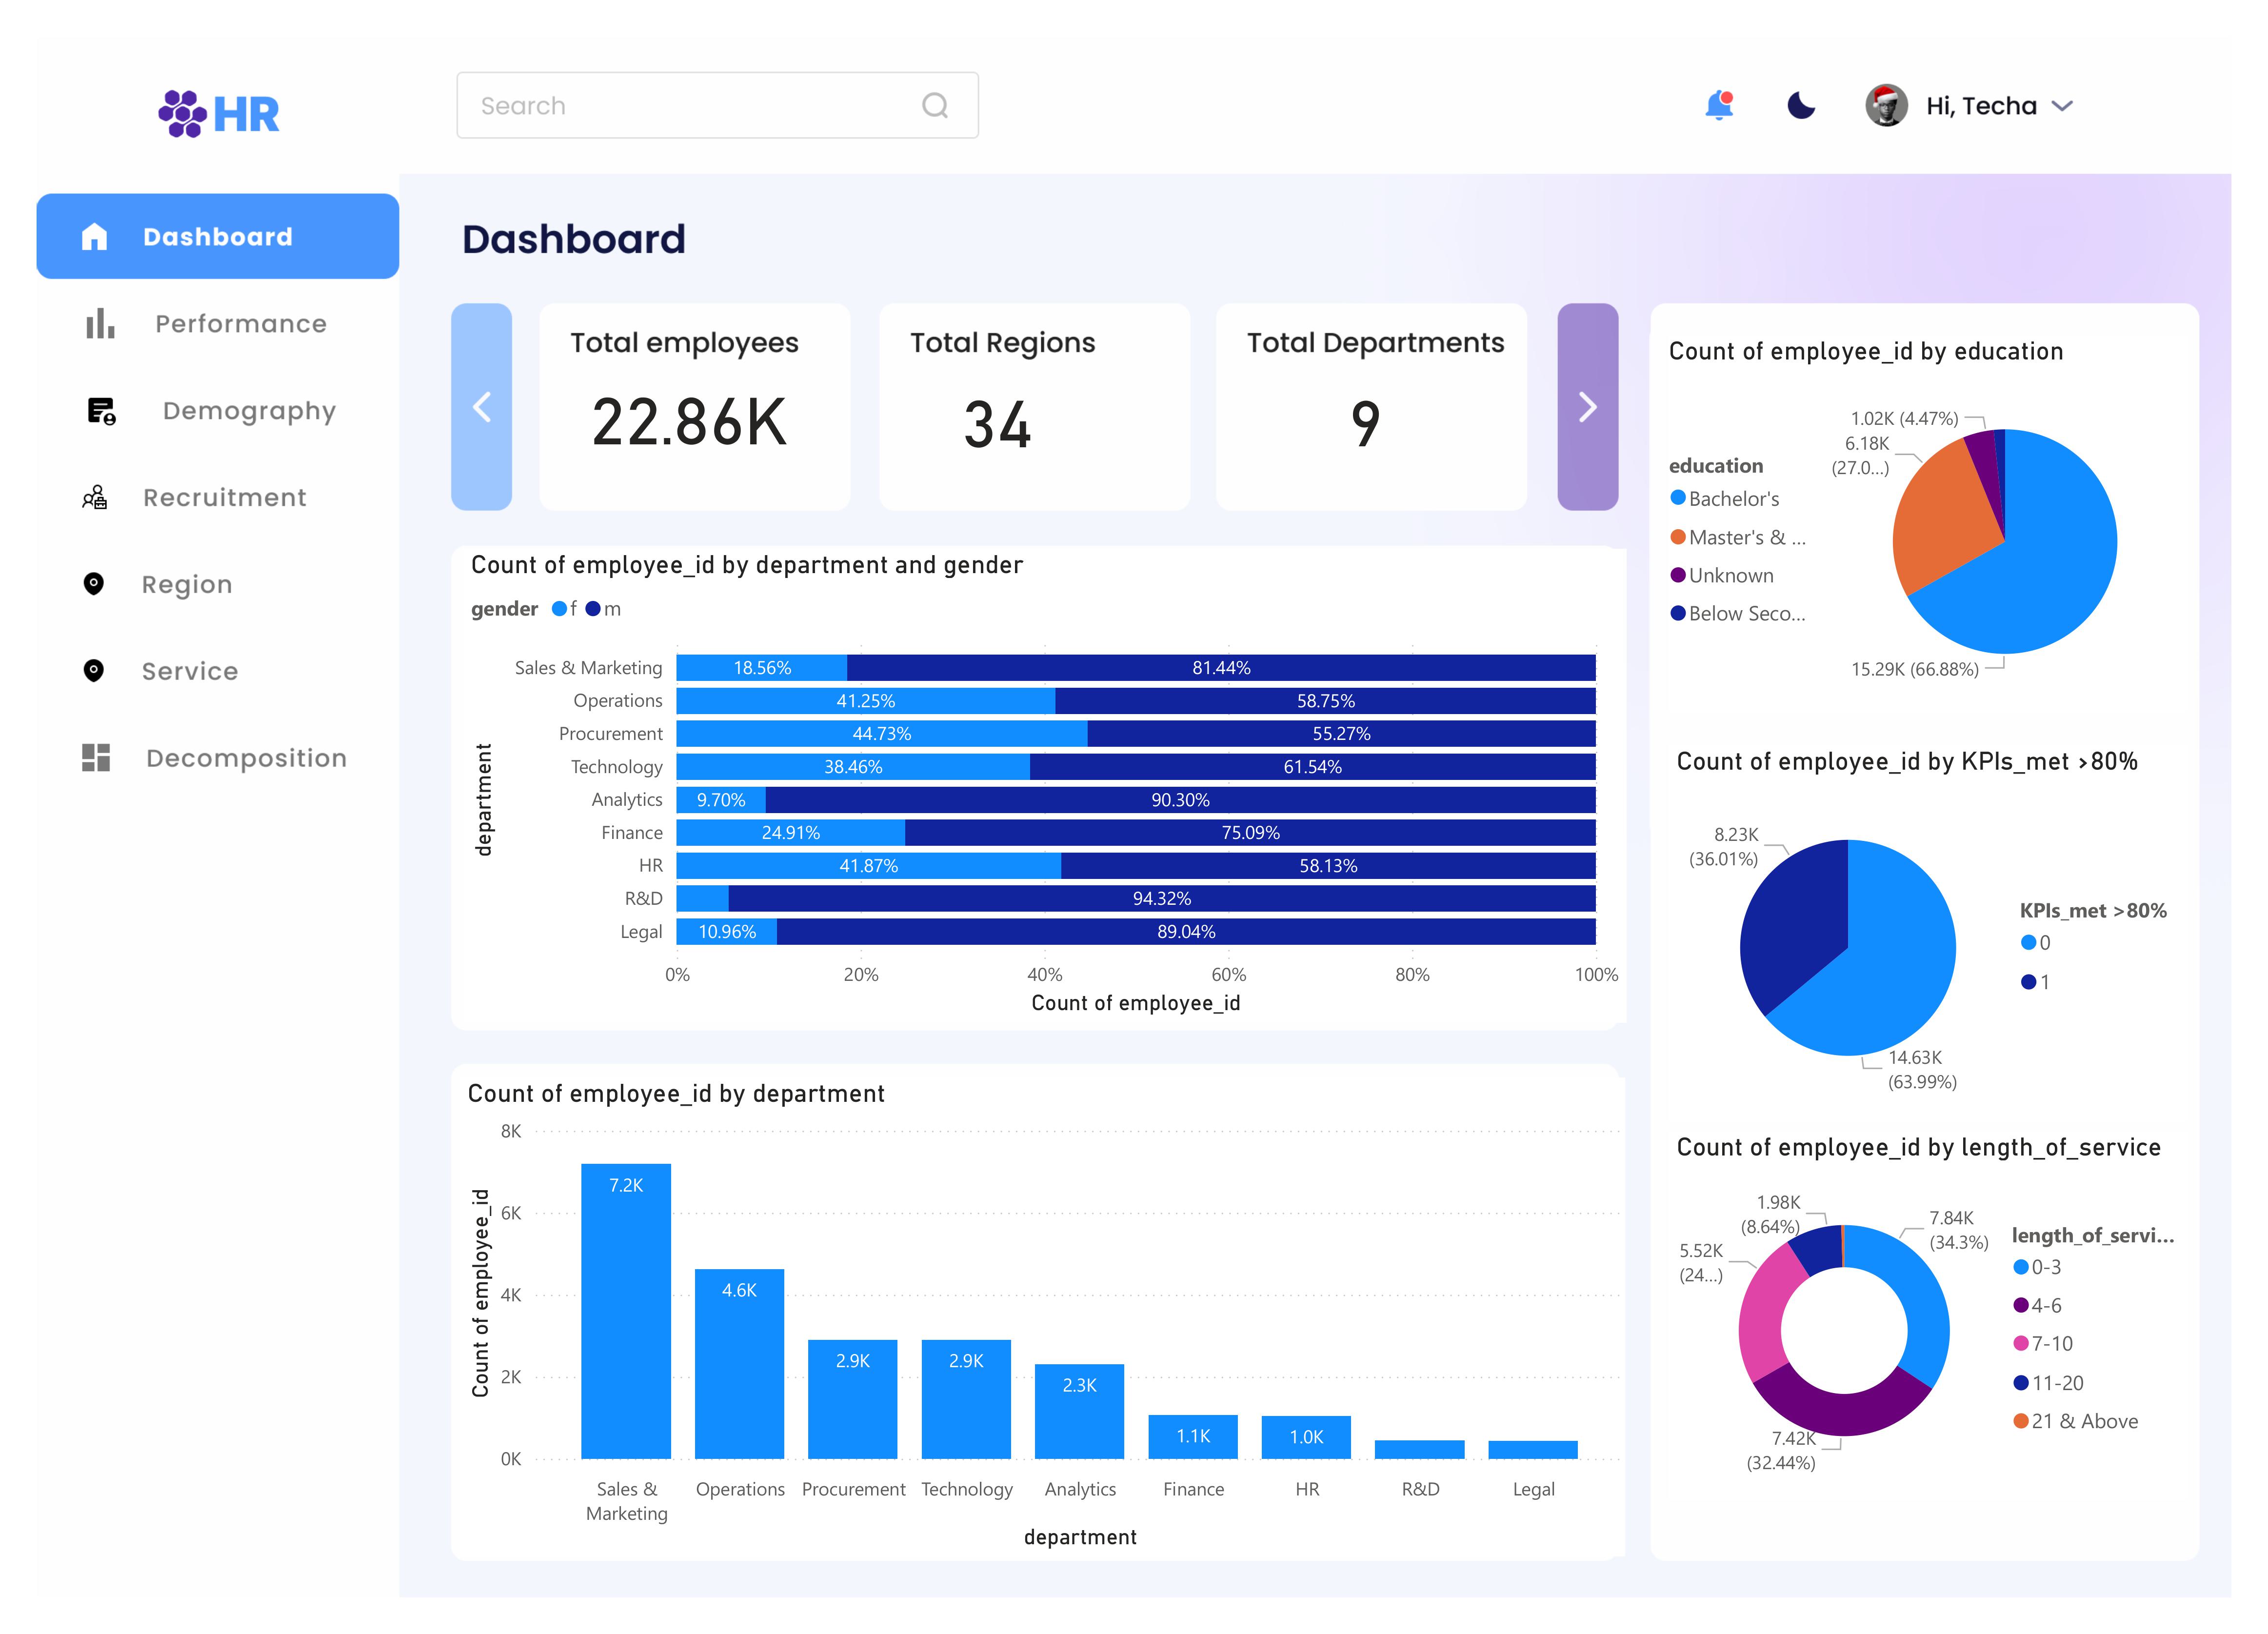 HR
Search
Hi, Techa
Dashboard
Performance
Demography
Recruitment
Region
Service
Decomposition
Dashboard
Total employees
22.86K
Total Regions
34
Total Departments
9
Count of employee_id by department and gender
gender f m
department
Sales & Marketing 18.56% 81.44%
Operations 41.25% 58.75%
Procurement 44.73% 55.27%
Technology 38.46% 61.54%
Analytics 9.70% 90.30%
Finance 24.91% 75.09%
HR 41.87% 58.13%
R&D 94.32%
Legal 10.96% 89.04%
0% 20% 40% 60% 80% 100%
Count of employee_id
Count of employee_id by department
Count of employee_id
8K
6K
4K
2K
0K
7.2K
4.6K
2.9K
2.9K
2.3K
1.1K
1.0K
Sales &
Marketing
Operations
Procurement
Technology
Analytics
Finance
HR
R&D
Legal
department
Count of employee_id by education
education
Bachelor's
Master's & ...
Unknown
Below Seco...
1.02K (4.47%)
6.18K
(27.0...)
15.29K (66.88%)
Count of employee_id by KPIs_met >80%
8.23K
(36.01%)
14.63K
(63.99%)
KPIs_met >80%
0
1
Count of employee_id by length_of_service
1.98K
(8.64%)
5.52K
(24...)
7.84K
(34.3%)
7.42K
(32.44%)
length_of_servi...
0-3
4-6
7-10
11-20
21 & Above